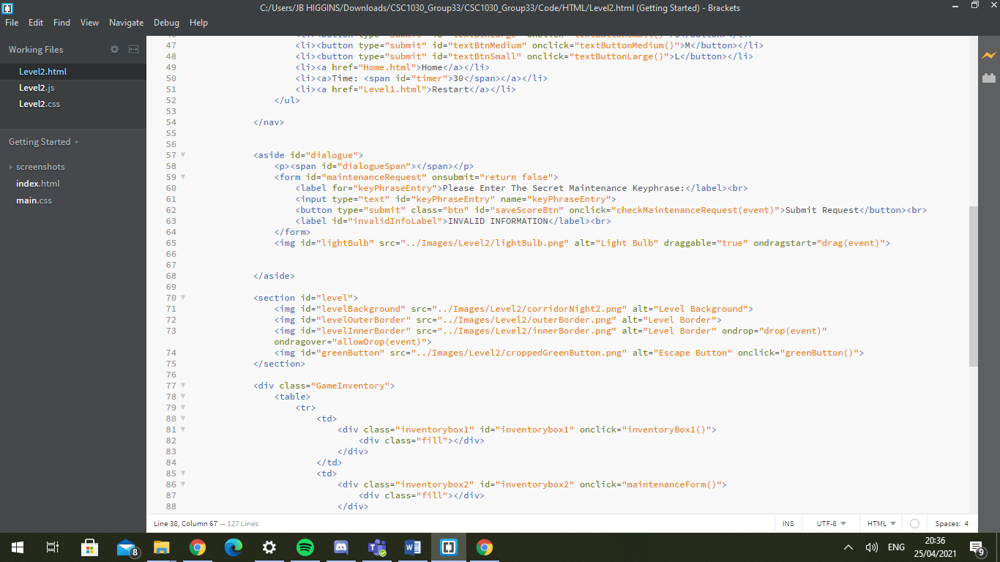 C:/Users/JB HIGGINS/Downloads/CSC1030_Group33/CSC1030_Group33/Code/HTML/Level2.html (Getting Started) - Brackets
File Edit Find View Navigate Debug Help
Working Files
Level2.html
Level2.js
Level2.css
Getting Started
screenshots
index.html
main.css
47 <li><button type="submit" id="textBtnMedium" onclick="textButtonMedium()">M</button></li>
48 <li><button type="submit" id="textBtnSmall" onclick="textButtonLarge()">L</button></li>
49 <li><a href="Home.html">Home</a></li>
50 <li><a>Time: <span id="timer">30</span></a></li>
51 <li><a href="Level1.html">Restart</a></li>
52 </ul>
53
54 </nav>
55
56
57 <aside id="dialogue">
58 <p><span id="dialogueSpan"></span></p>
59 <form id="maintenanceRequest" onsubmit="return false">
60 <label for="keyPhraseEntry">Please Enter The Secret Maintenance Keyphrase:</label><br>
61 <input type="text" id="keyPhraseEntry" name="keyPhraseEntry">
62 <button type="submit" class="btn" id="saveScoreBtn" onclick="checkMaintenanceRequest(event)">Submit Request</button><br>
63 <label id="invalidInfoLabel">INVALID INFORMATION</label><br>
64 </form>
65 <img id="lightBulb" src="../Images/Level2/lightBulb.png" alt="Light Bulb" draggable="true" ondragstart="drag(event)">
66
67
68 </aside>
69
70 <section id="level">
71 <img id="levelBackground" src="../Images/Level2/corridorNight2.png" alt="Level Background">
72 <img id="levelOuterBorder" src="../Images/Level2/outerBorder.png" alt="Level Border">
73 <img id="levelInnerBorder" src="../Images/Level2/innerBorder.png" alt="Level Border" ondrop="drop(event)"
ondragover="allowDrop(event)">
74 <img id="greenButton" src="../Images/Level2/croppedGreenButton.png" alt="Escape Button" onclick="greenButton()">
75 </section>
76
77 <div class="GameInventory">
78 <table>
79 <tr>
80 <td>
81 <div class="inventorybox1" id="inventorybox1" onclick="inventoryBox1()">
82 <div class="fill"></div>
83 </div>
84 </td>
85 <td>
86 <div class="inventorybox2" id="inventorybox2" onclick="maintenanceForm()">
87 <div class="fill"></div>
88 </div>
Line 38, Column 67 — 127 Lines
INS UTF-8 HTML Spaces: 4
8
ENG
20:36
25/04/2021
9